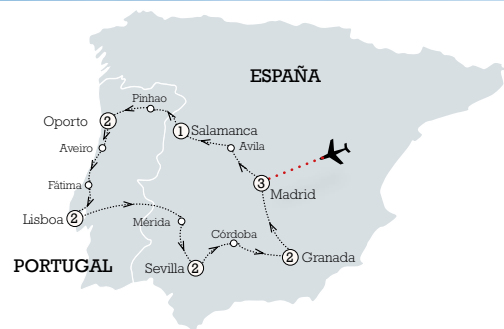 ESPAÑA
Pinhao
Oporto 2
1 Salamanca
Aveiro
Avila
Fátima
3
Madrid
Lisboa 2
Mérida
Córdoba
PORTUGAL
Sevilla 2
2 Granada